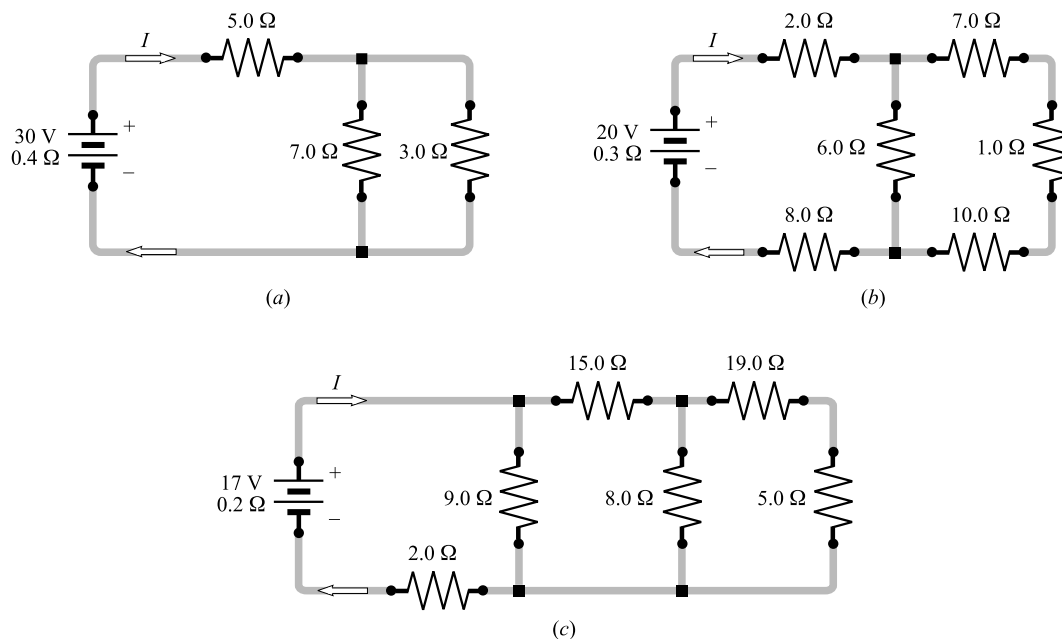 5.0 Ω
I
30 V
0.4 Ω
+
−
7.0 Ω
3.0 Ω
(a)
2.0 Ω
7.0 Ω
I
20 V
0.3 Ω
+
−
6.0 Ω
1.0 Ω
8.0 Ω
10.0 Ω
(b)
15.0 Ω
19.0 Ω
I
17 V
0.2 Ω
+
−
9.0 Ω
8.0 Ω
5.0 Ω
2.0 Ω
(c)